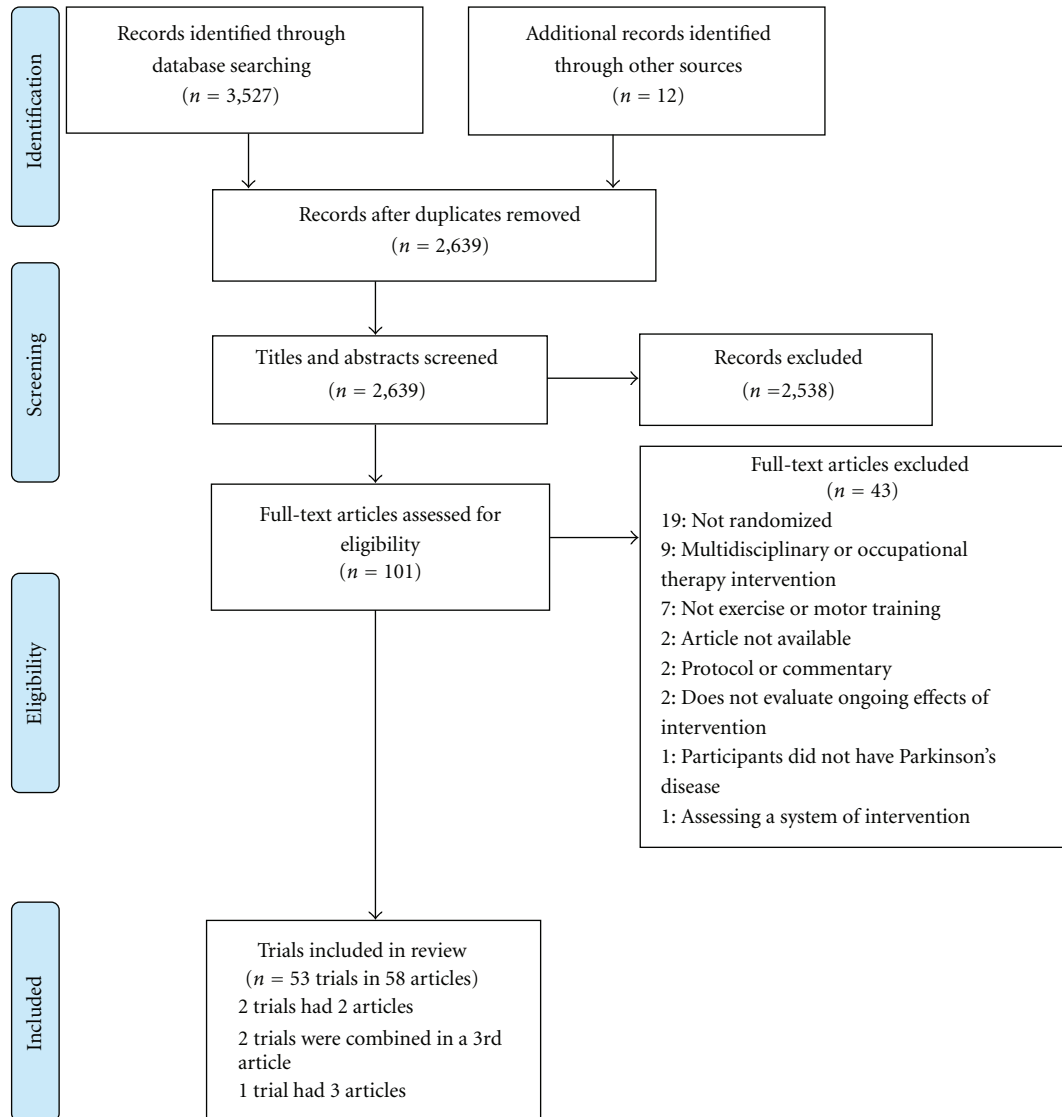 Identification
Records identified through
database searching
(n = 3,527)
Additional records identified
through other sources
(n = 12)
Records after duplicates removed
(n = 2,639)
Screening
Titles and abstracts screened
(n = 2,639)
Records excluded
(n =2,538)
Eligibility
Full-text articles assessed for
eligibility
(n = 101)
Full-text articles excluded
(n = 43)
19: Not randomized
9: Multidisciplinary or occupational
therapy intervention
7: Not exercise or motor training
2: Article not available
2: Protocol or commentary
2: Does not evaluate ongoing effects of
intervention
1: Participants did not have Parkinson's
disease
1: Assessing a system of intervention
Included
Trials included in review
(n = 53 trials in 58 articles)
2 trials had 2 articles
2 trials were combined in a 3rd
article
1 trial had 3 articles